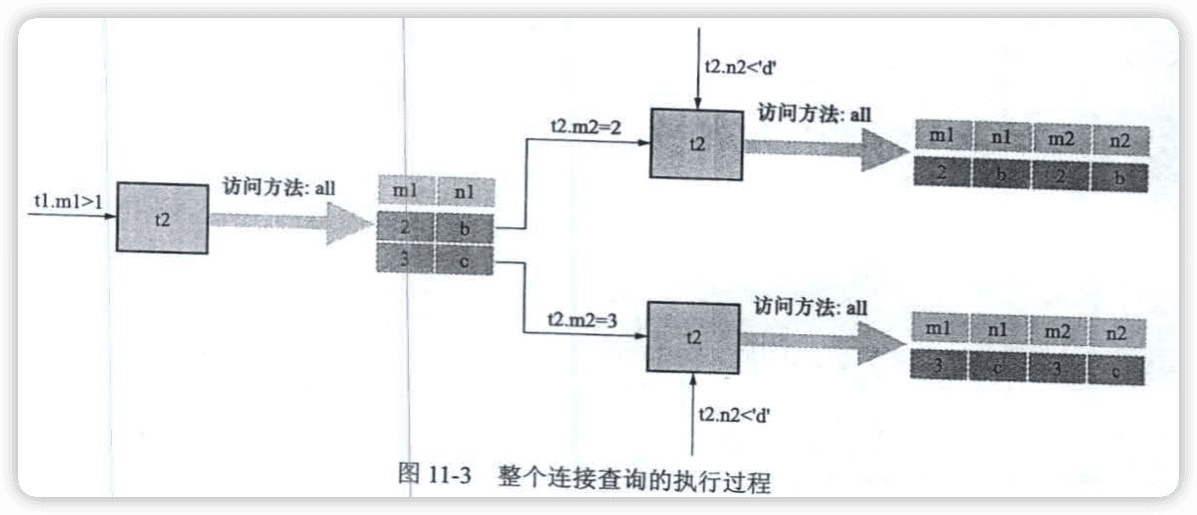 t1.m1>1
t2
访问方法: all
m1 n1
2 b
3 c
t2.m2=2
t2.n2<'d'
t2
访问方法: all
m1 n1 m2 n2
2 b 2 b
t2.m2=3
t2
t2.n2<'d'
访问方法: all
m1 n1 m2 n2
3 c 3 c
图 11-3 整个连接查询的执行过程